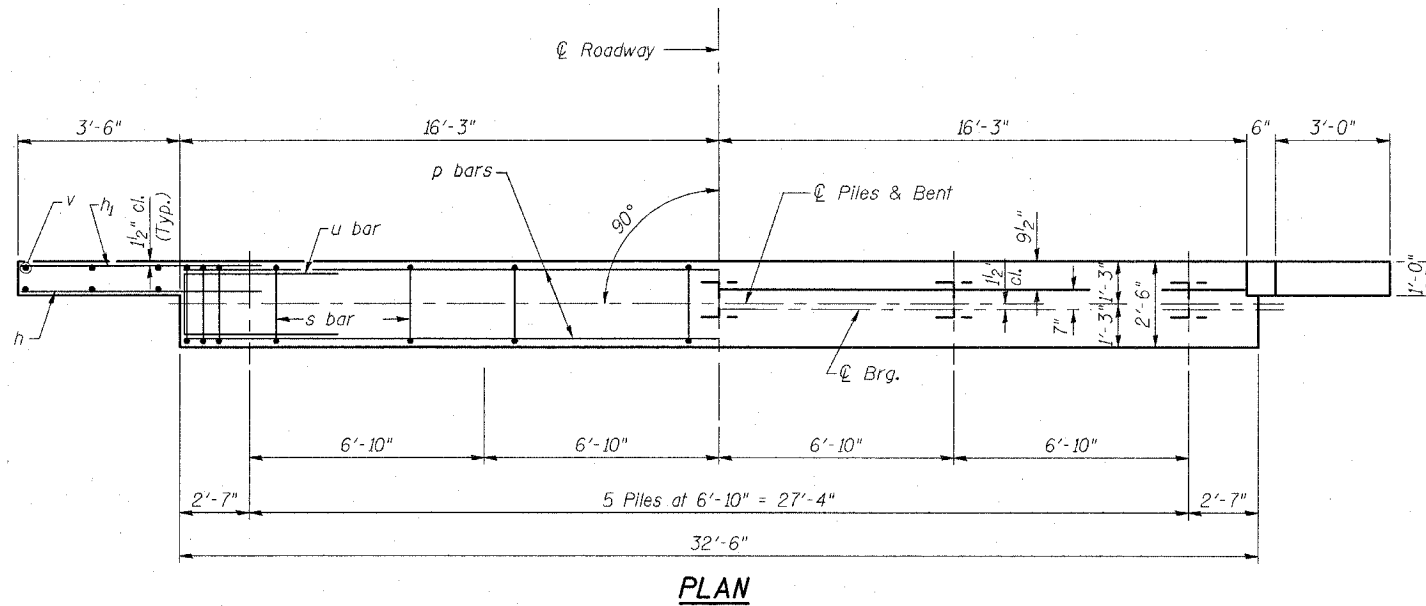 ℄ Roadway
3'-6"
16'-3"
16'-3"
6"
3'-0"
p bars
℄ Piles & Bent
v
h₁
1½" cl.
(Typ.)
u bar
90°
9½"
1½"
cl.
1'-3"
2'-6"
1'-0"
s bar
7"
1'-3"
h
℄ Brg.
6'-10"
6'-10"
6'-10"
6'-10"
2'-7"
5 Piles at 6'-10" = 27'-4"
2'-7"
32'-6"
PLAN